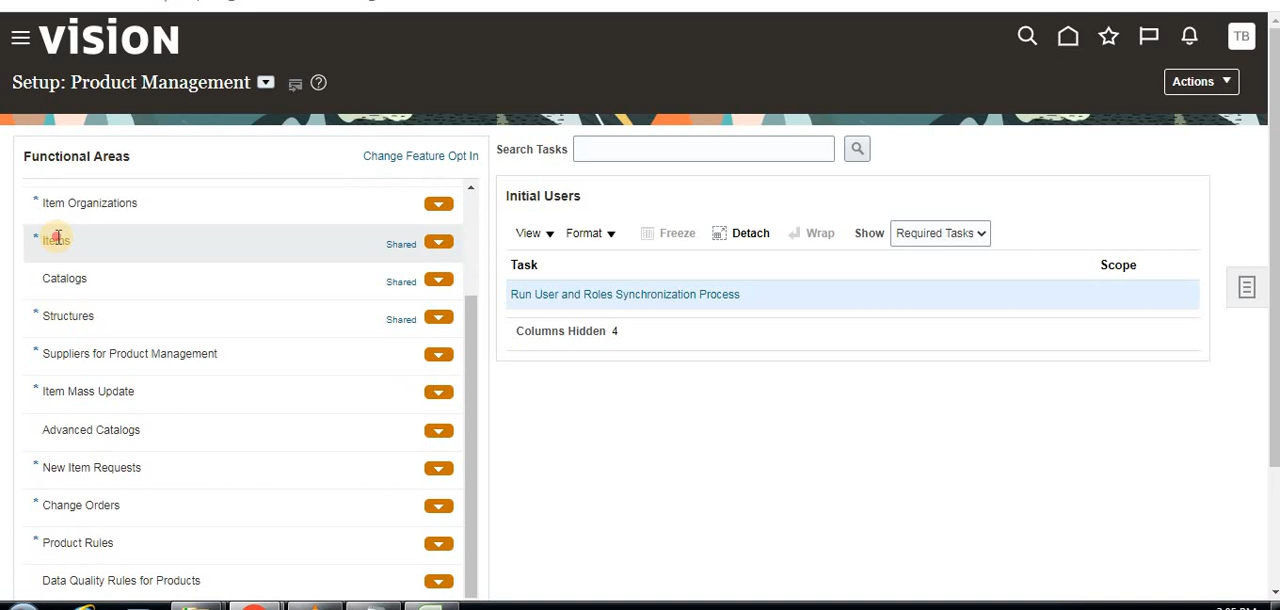 vision
TB
Setup: Product Management
Actions
Functional Areas
Change Feature Opt In
* Item Organizations
* Items
Shared
Catalogs
Shared
* Structures
Shared
* Suppliers for Product Management
* Item Mass Update
Advanced Catalogs
* New Item Requests
* Change Orders
* Product Rules
Data Quality Rules for Products
Search Tasks
Initial Users
View Format Freeze Detach Wrap Show Required Tasks
Task Scope
Run User and Roles Synchronization Process
Columns Hidden 4